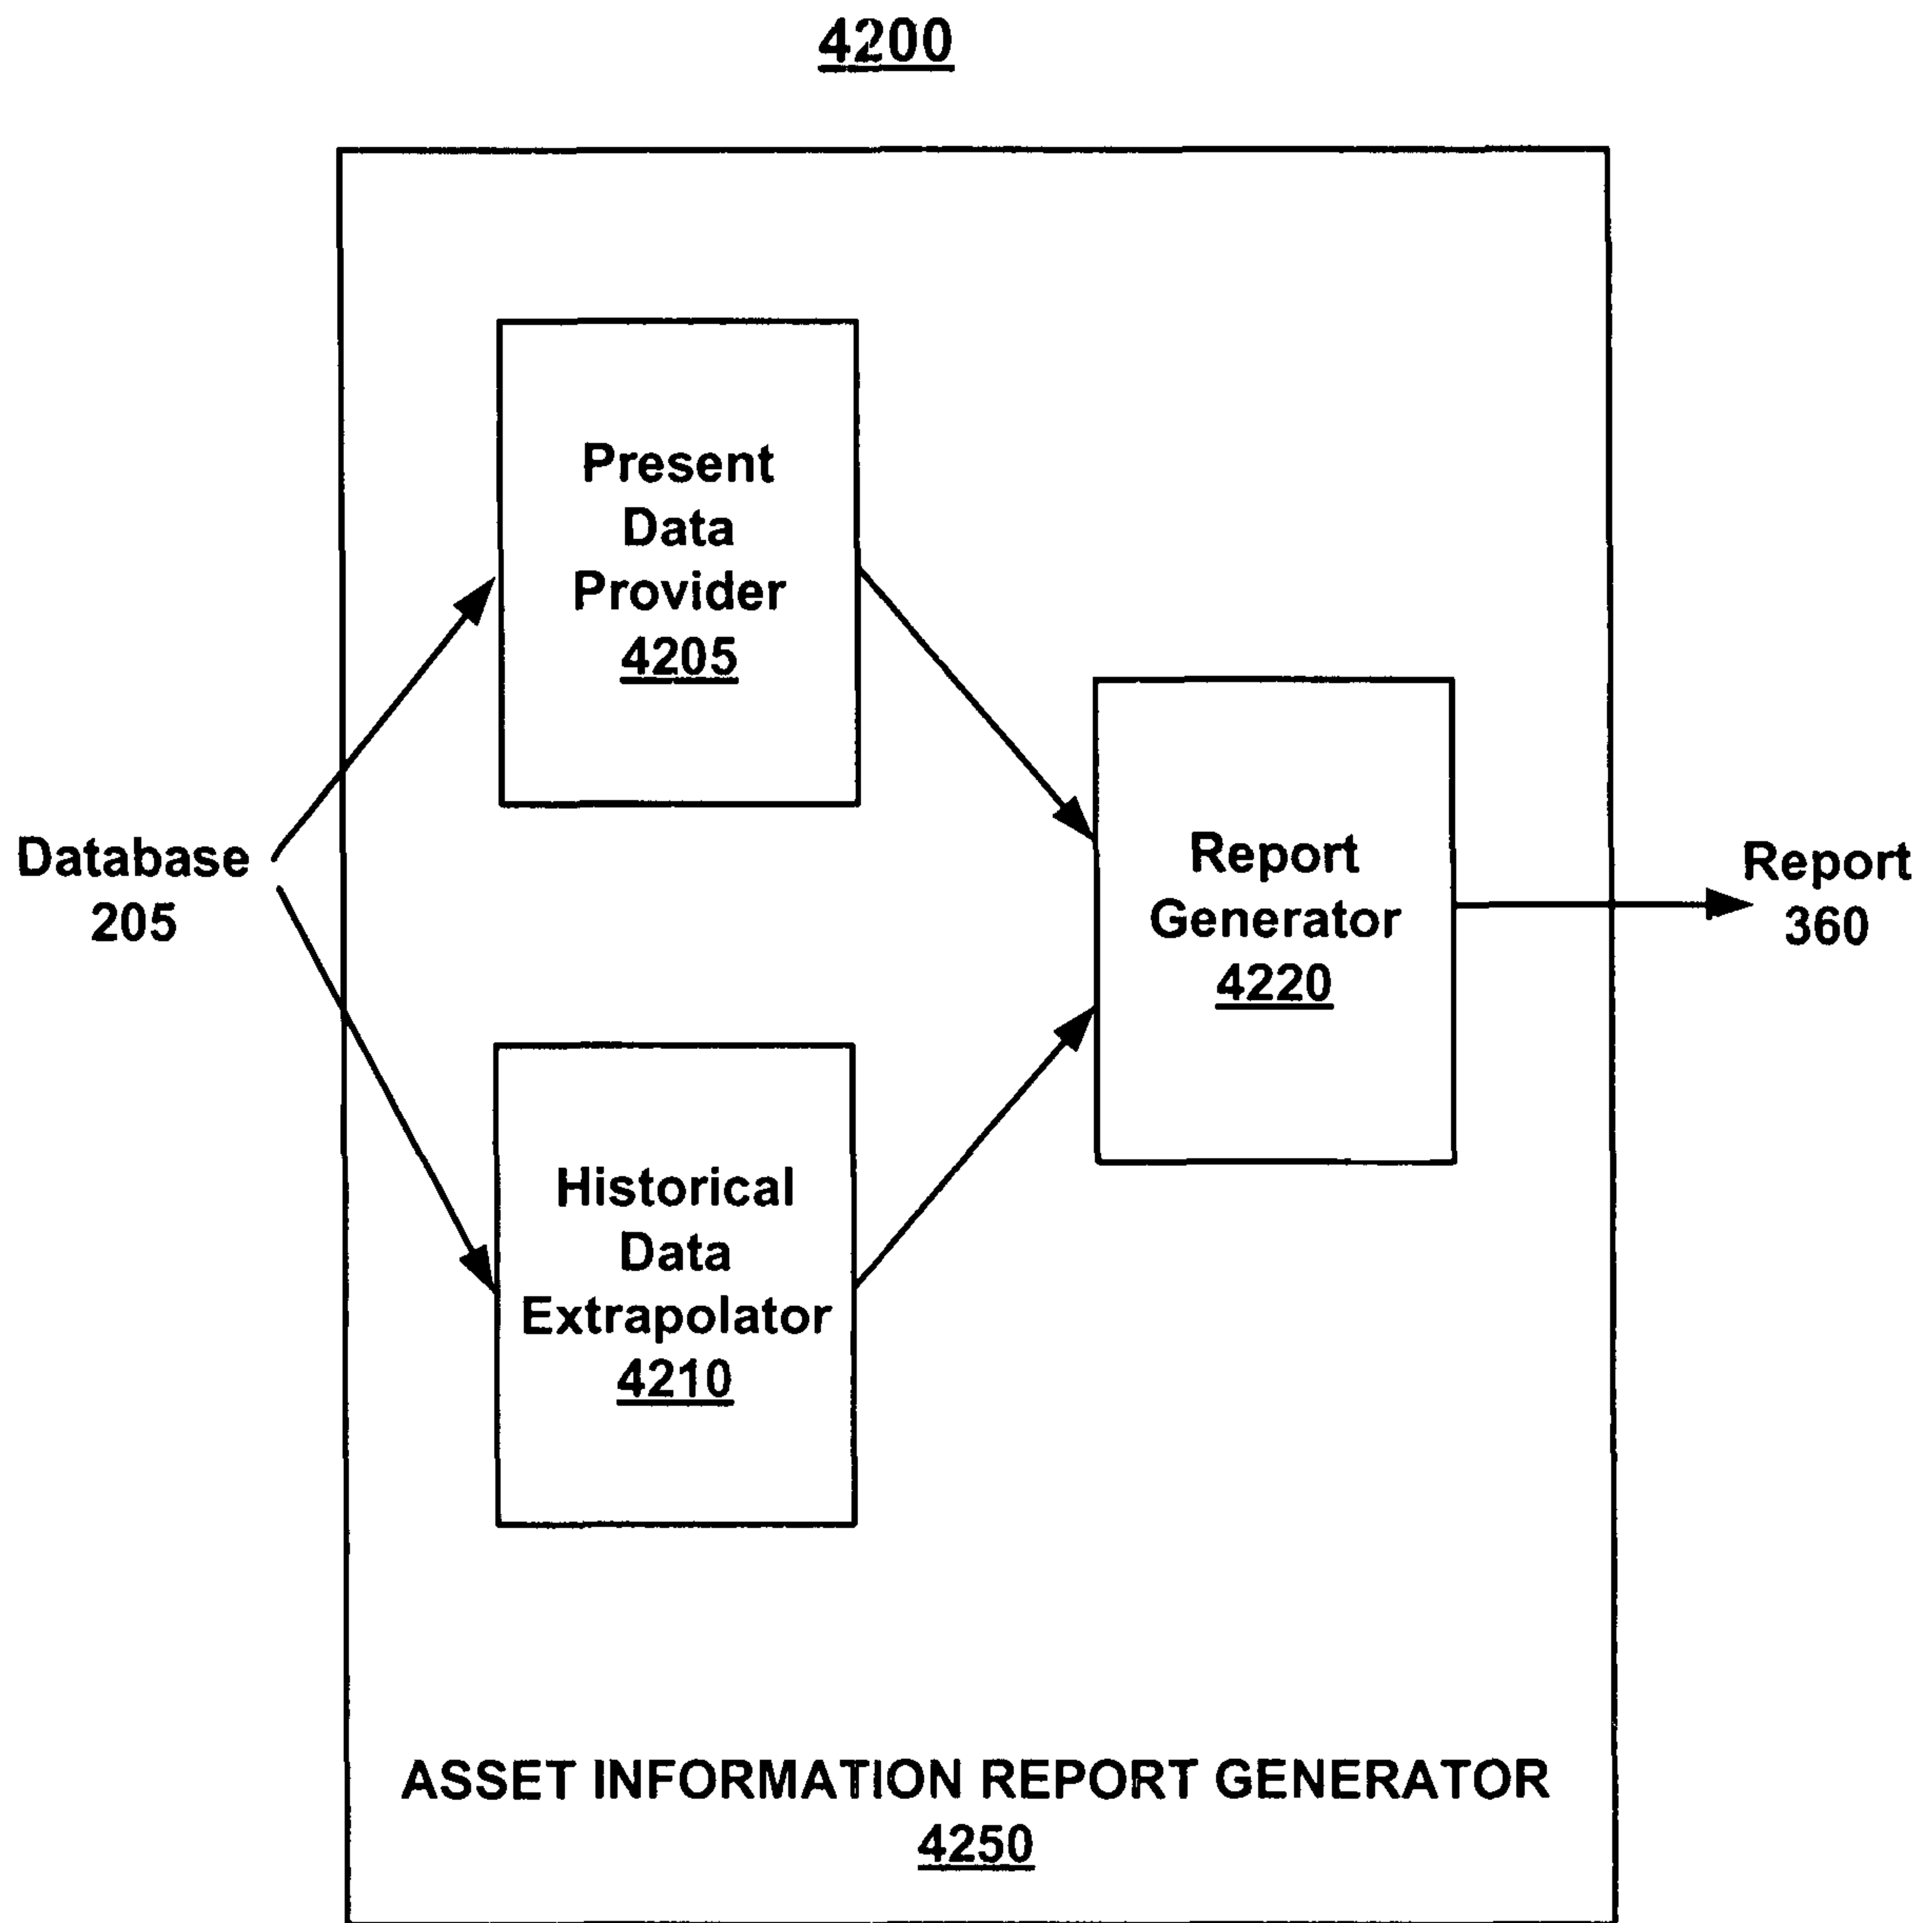 4200
Present
Data
Provider
4205
Database
205
Report
Generator
4220
Report
360
Historical
Data
Extrapolator
4210
ASSET INFORMATION REPORT GENERATOR
4250